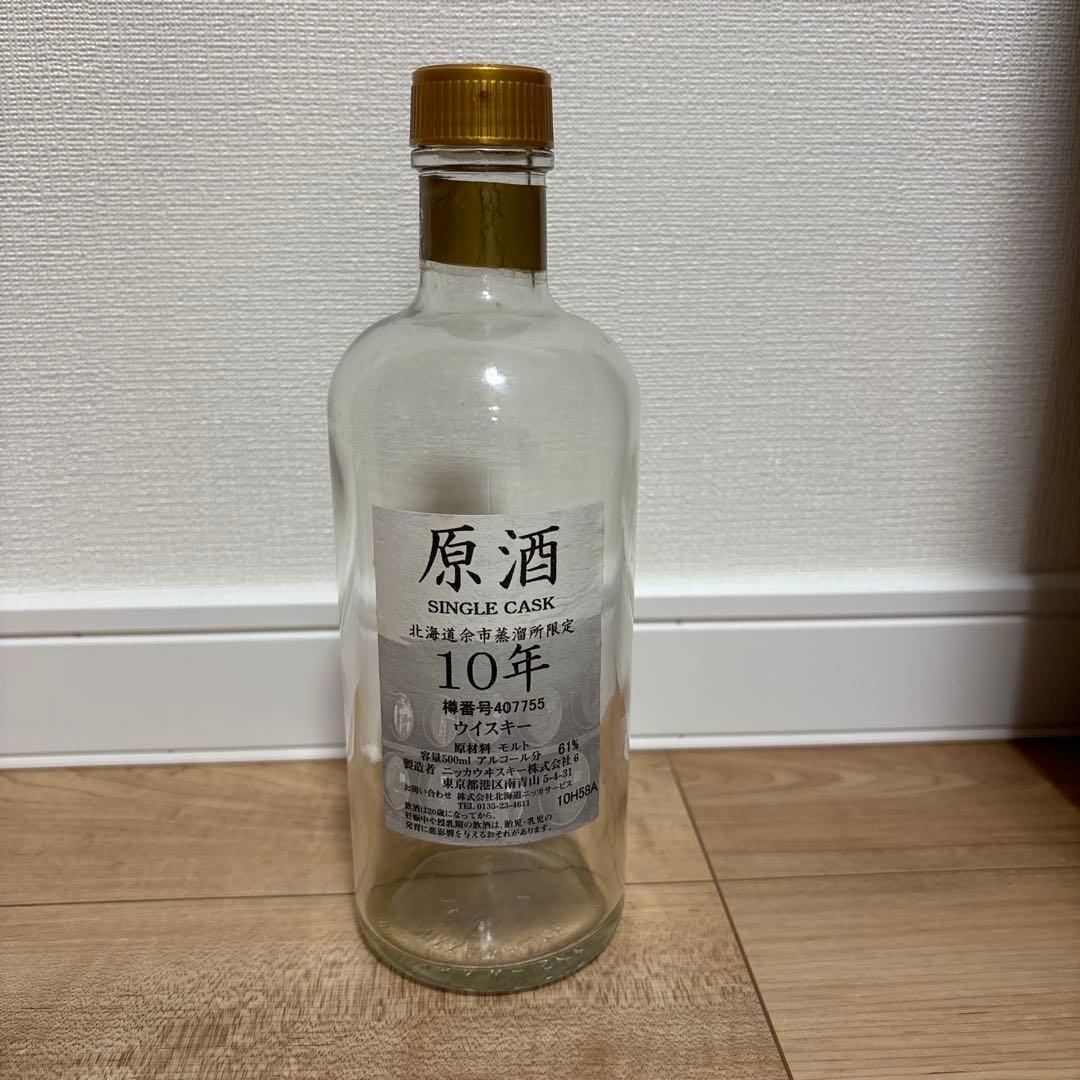 原酒
SINGLE CASK
北海道余市蒸溜所限定
10年
樽番号407755
ウイスキー
原材料 モルト
容量500ml アルコール分 61%
製造者 ニッカウヰスキー株式会社 6
東京都港区南青山 5-4-31
お問い合わせ 株式会社北海道ニッカサービス
TEL 0135-23-4611
10H58A
飲酒は20歳になってから。
妊娠中や授乳期の飲酒は、胎児・乳児の
発育に悪影響を与えるおそれがあります。